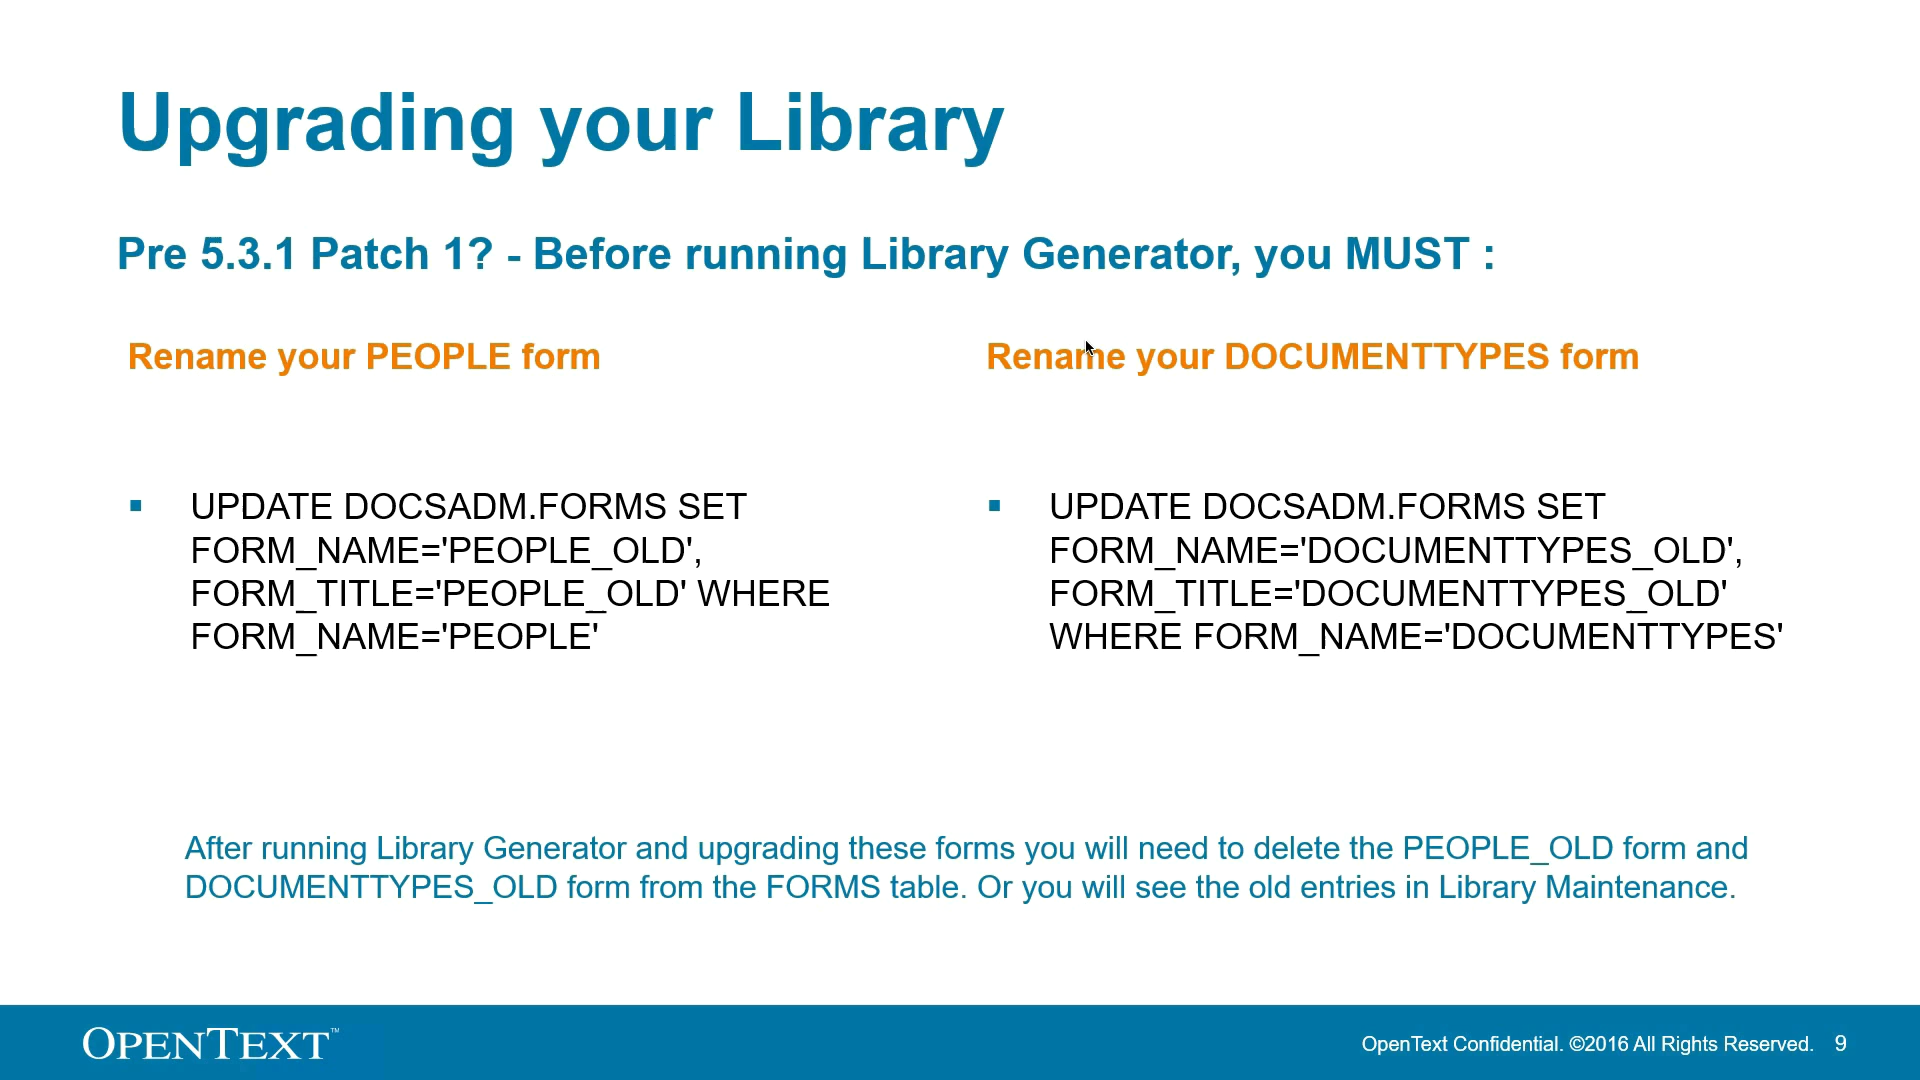 Upgrading your Library
Pre 5.3.1 Patch 1? - Before running Library Generator, you MUST :
Rename your PEOPLE form
▪ UPDATE DOCSADM.FORMS SET
FORM_NAME='PEOPLE_OLD',
FORM_TITLE='PEOPLE_OLD' WHERE
FORM_NAME='PEOPLE'
Rename your DOCUMENTTYPES form
▪ UPDATE DOCSADM.FORMS SET
FORM_NAME='DOCUMENTTYPES_OLD',
FORM_TITLE='DOCUMENTTYPES_OLD'
WHERE FORM_NAME='DOCUMENTTYPES'
After running Library Generator and upgrading these forms you will need to delete the PEOPLE_OLD form and
DOCUMENTTYPES_OLD form from the FORMS table. Or you will see the old entries in Library Maintenance.
OPENTEXT™
OpenText Confidential. ©2016 All Rights Reserved. 9